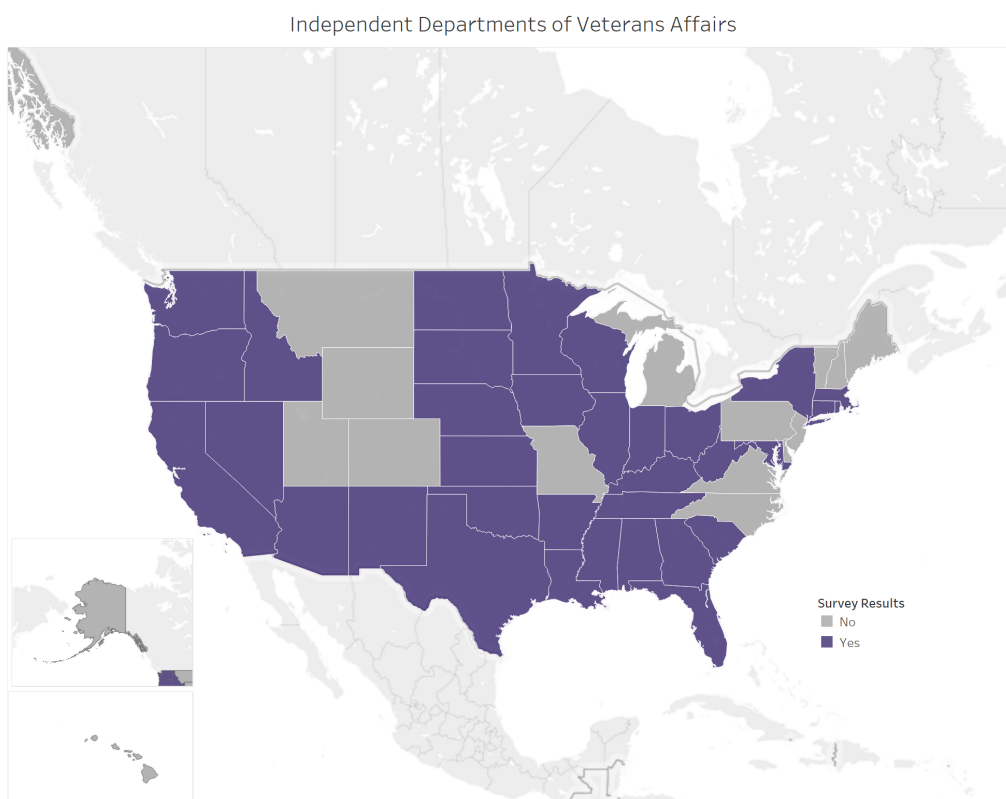 Independent Departments of Veterans Affairs
Survey Results
No
Yes